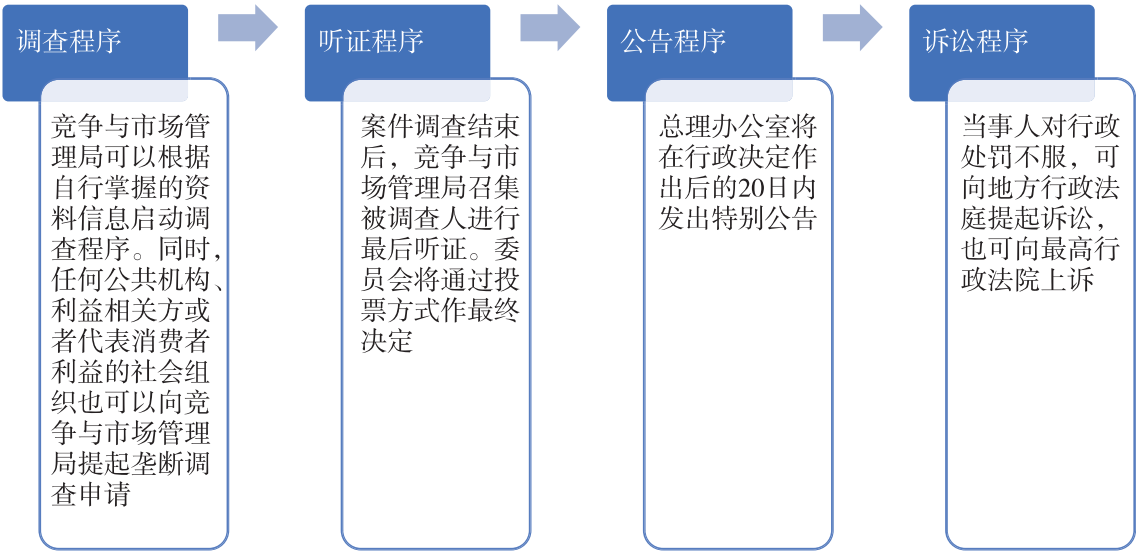 调查程序
竞争与市场管
理局可以根据
自行掌握的资
料信息启动调
查程序。同时，
任何公共机构、
利益相关方或
者代表消费者
利益的社会组
织也可以向竞
争与市场管理
局提起垄断调
查申请
听证程序
案件调查结束
后，竞争与市
场管理局召集
被调查人进行
最后听证。委
员会将通过投
票方式作最终
决定
公告程序
总理办公室将
在行政决定作
出后的20日内
发出特别公告
诉讼程序
当事人对行政
处罚不服，可
向地方行政法
庭提起诉讼，
也可向最高行
政法院上诉